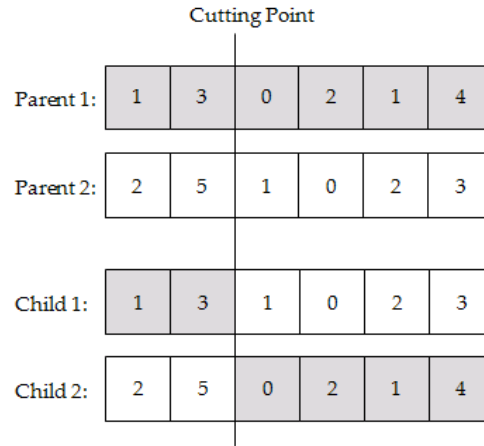 Cutting Point
Parent 1: 1 3 0 2 1 4
Parent 2: 2 5 1 0 2 3
Child 1: 1 3 1 0 2 3
Child 2: 2 5 0 2 1 4